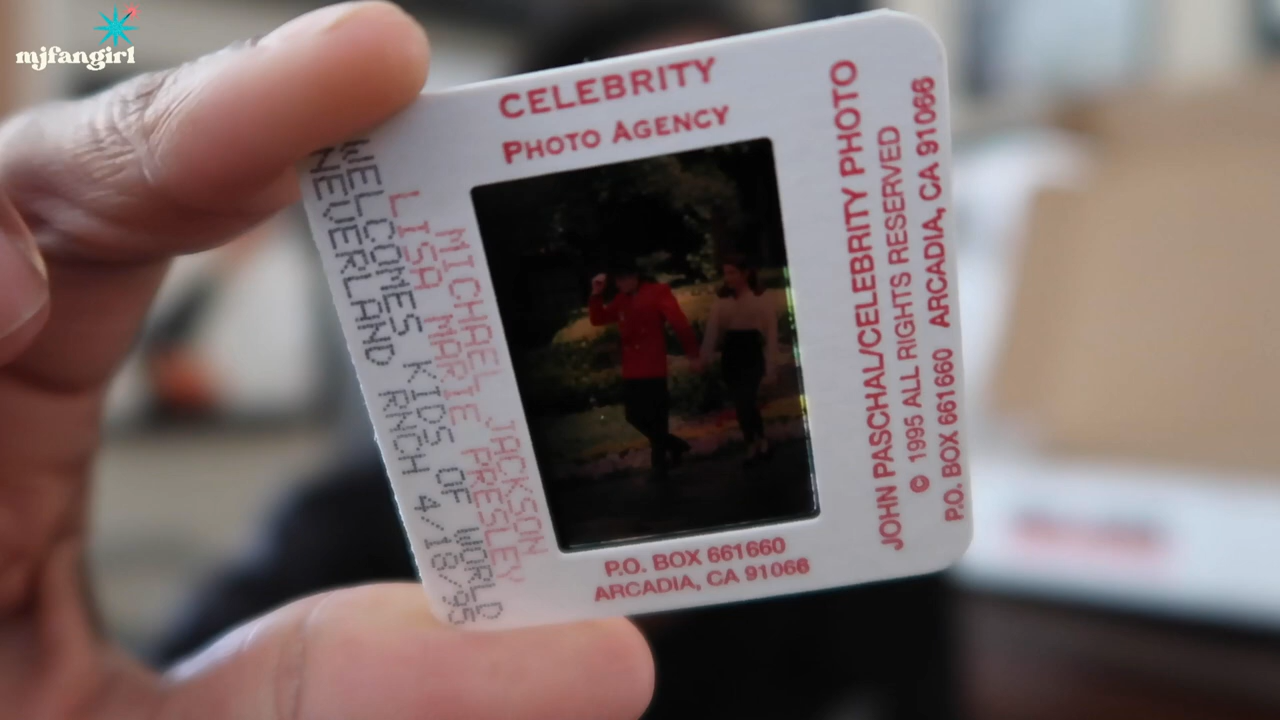 mjfangirl
CELEBRITY
PHOTO AGENCY
MICHAEL JACKSON
LISA MARIE PRESLEY
WELCOMES KIDS OF WORLD
NEVERLAND RNCH 4/18/95
JOHN PASCHAL/CELEBRITY PHOTO
© 1995 ALL RIGHTS RESERVED
P.O. BOX 661660 ARCADIA, CA 91066
P.O. BOX 661660
ARCADIA, CA 91066